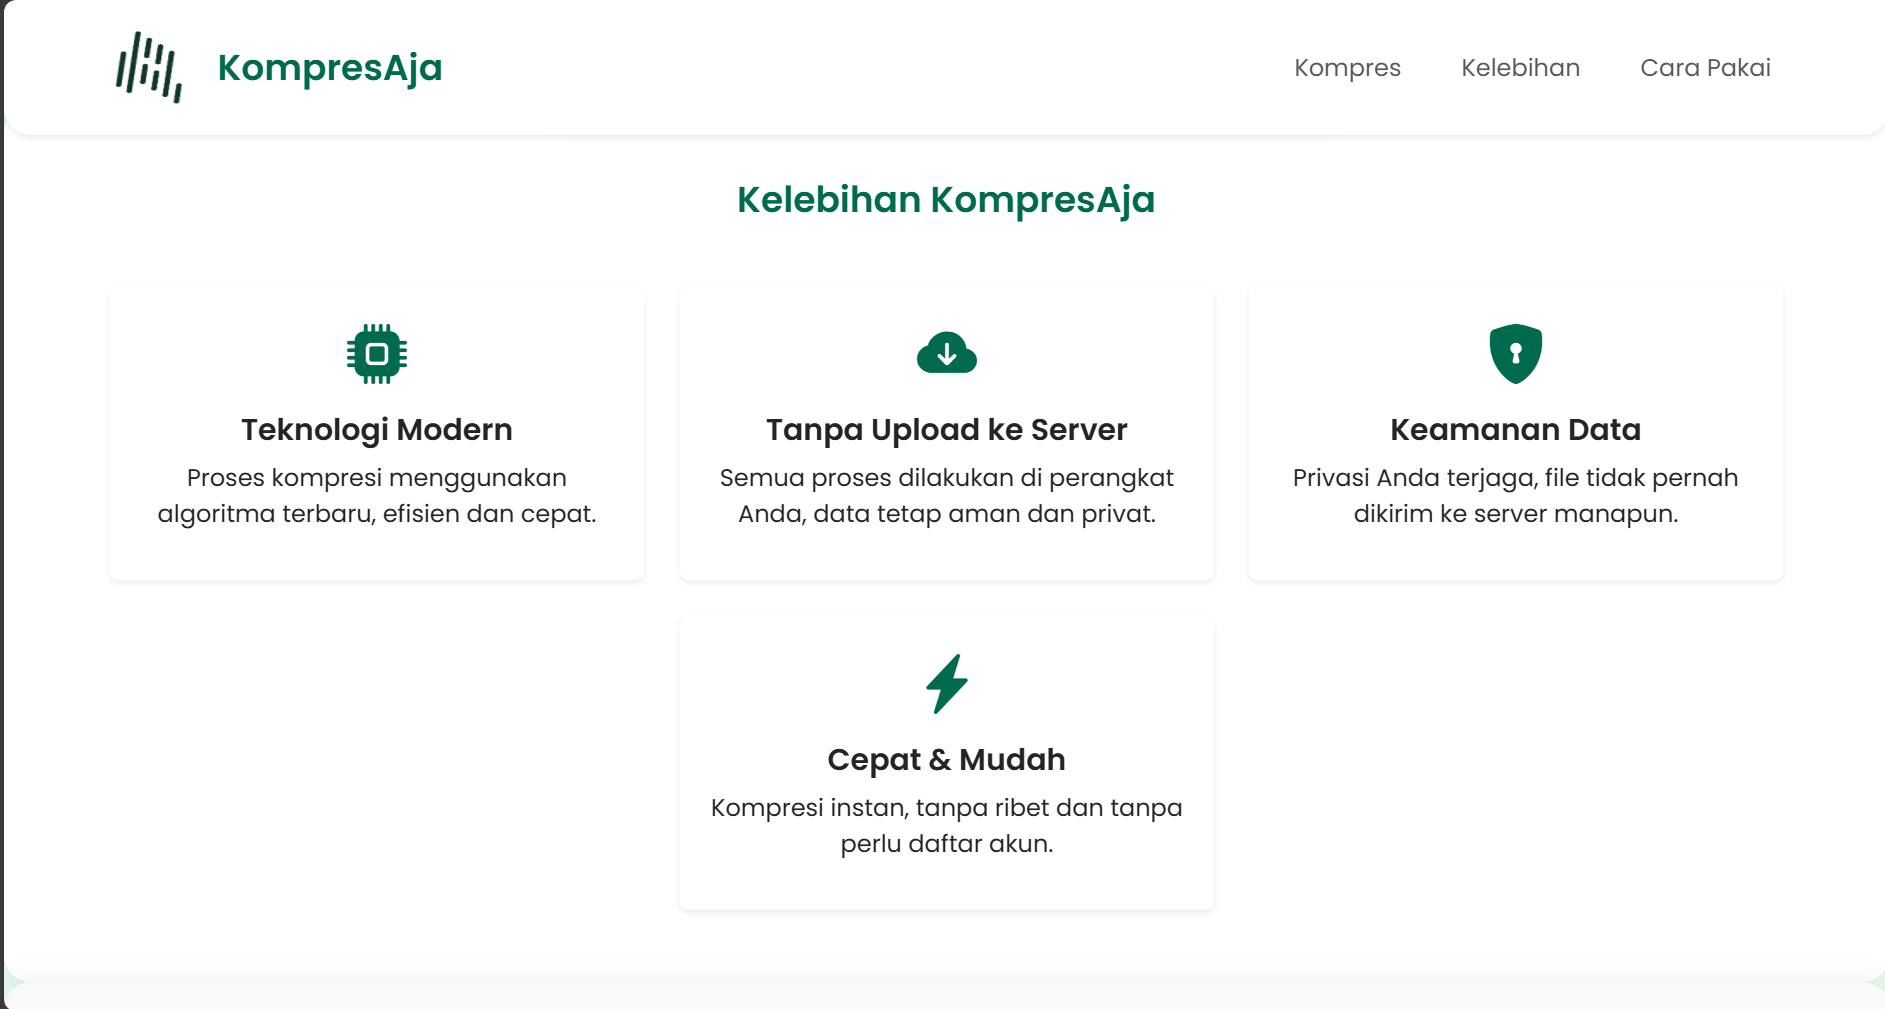 KompresAja
Kompres
Kelebihan
Cara Pakai
Kelebihan KompresAja
Teknologi Modern
Proses kompresi menggunakan
algoritma terbaru, efisien dan cepat.
Tanpa Upload ke Server
Semua proses dilakukan di perangkat
Anda, data tetap aman dan privat.
Keamanan Data
Privasi Anda terjaga, file tidak pernah
dikirim ke server manapun.
Cepat & Mudah
Kompresi instan, tanpa ribet dan tanpa
perlu daftar akun.